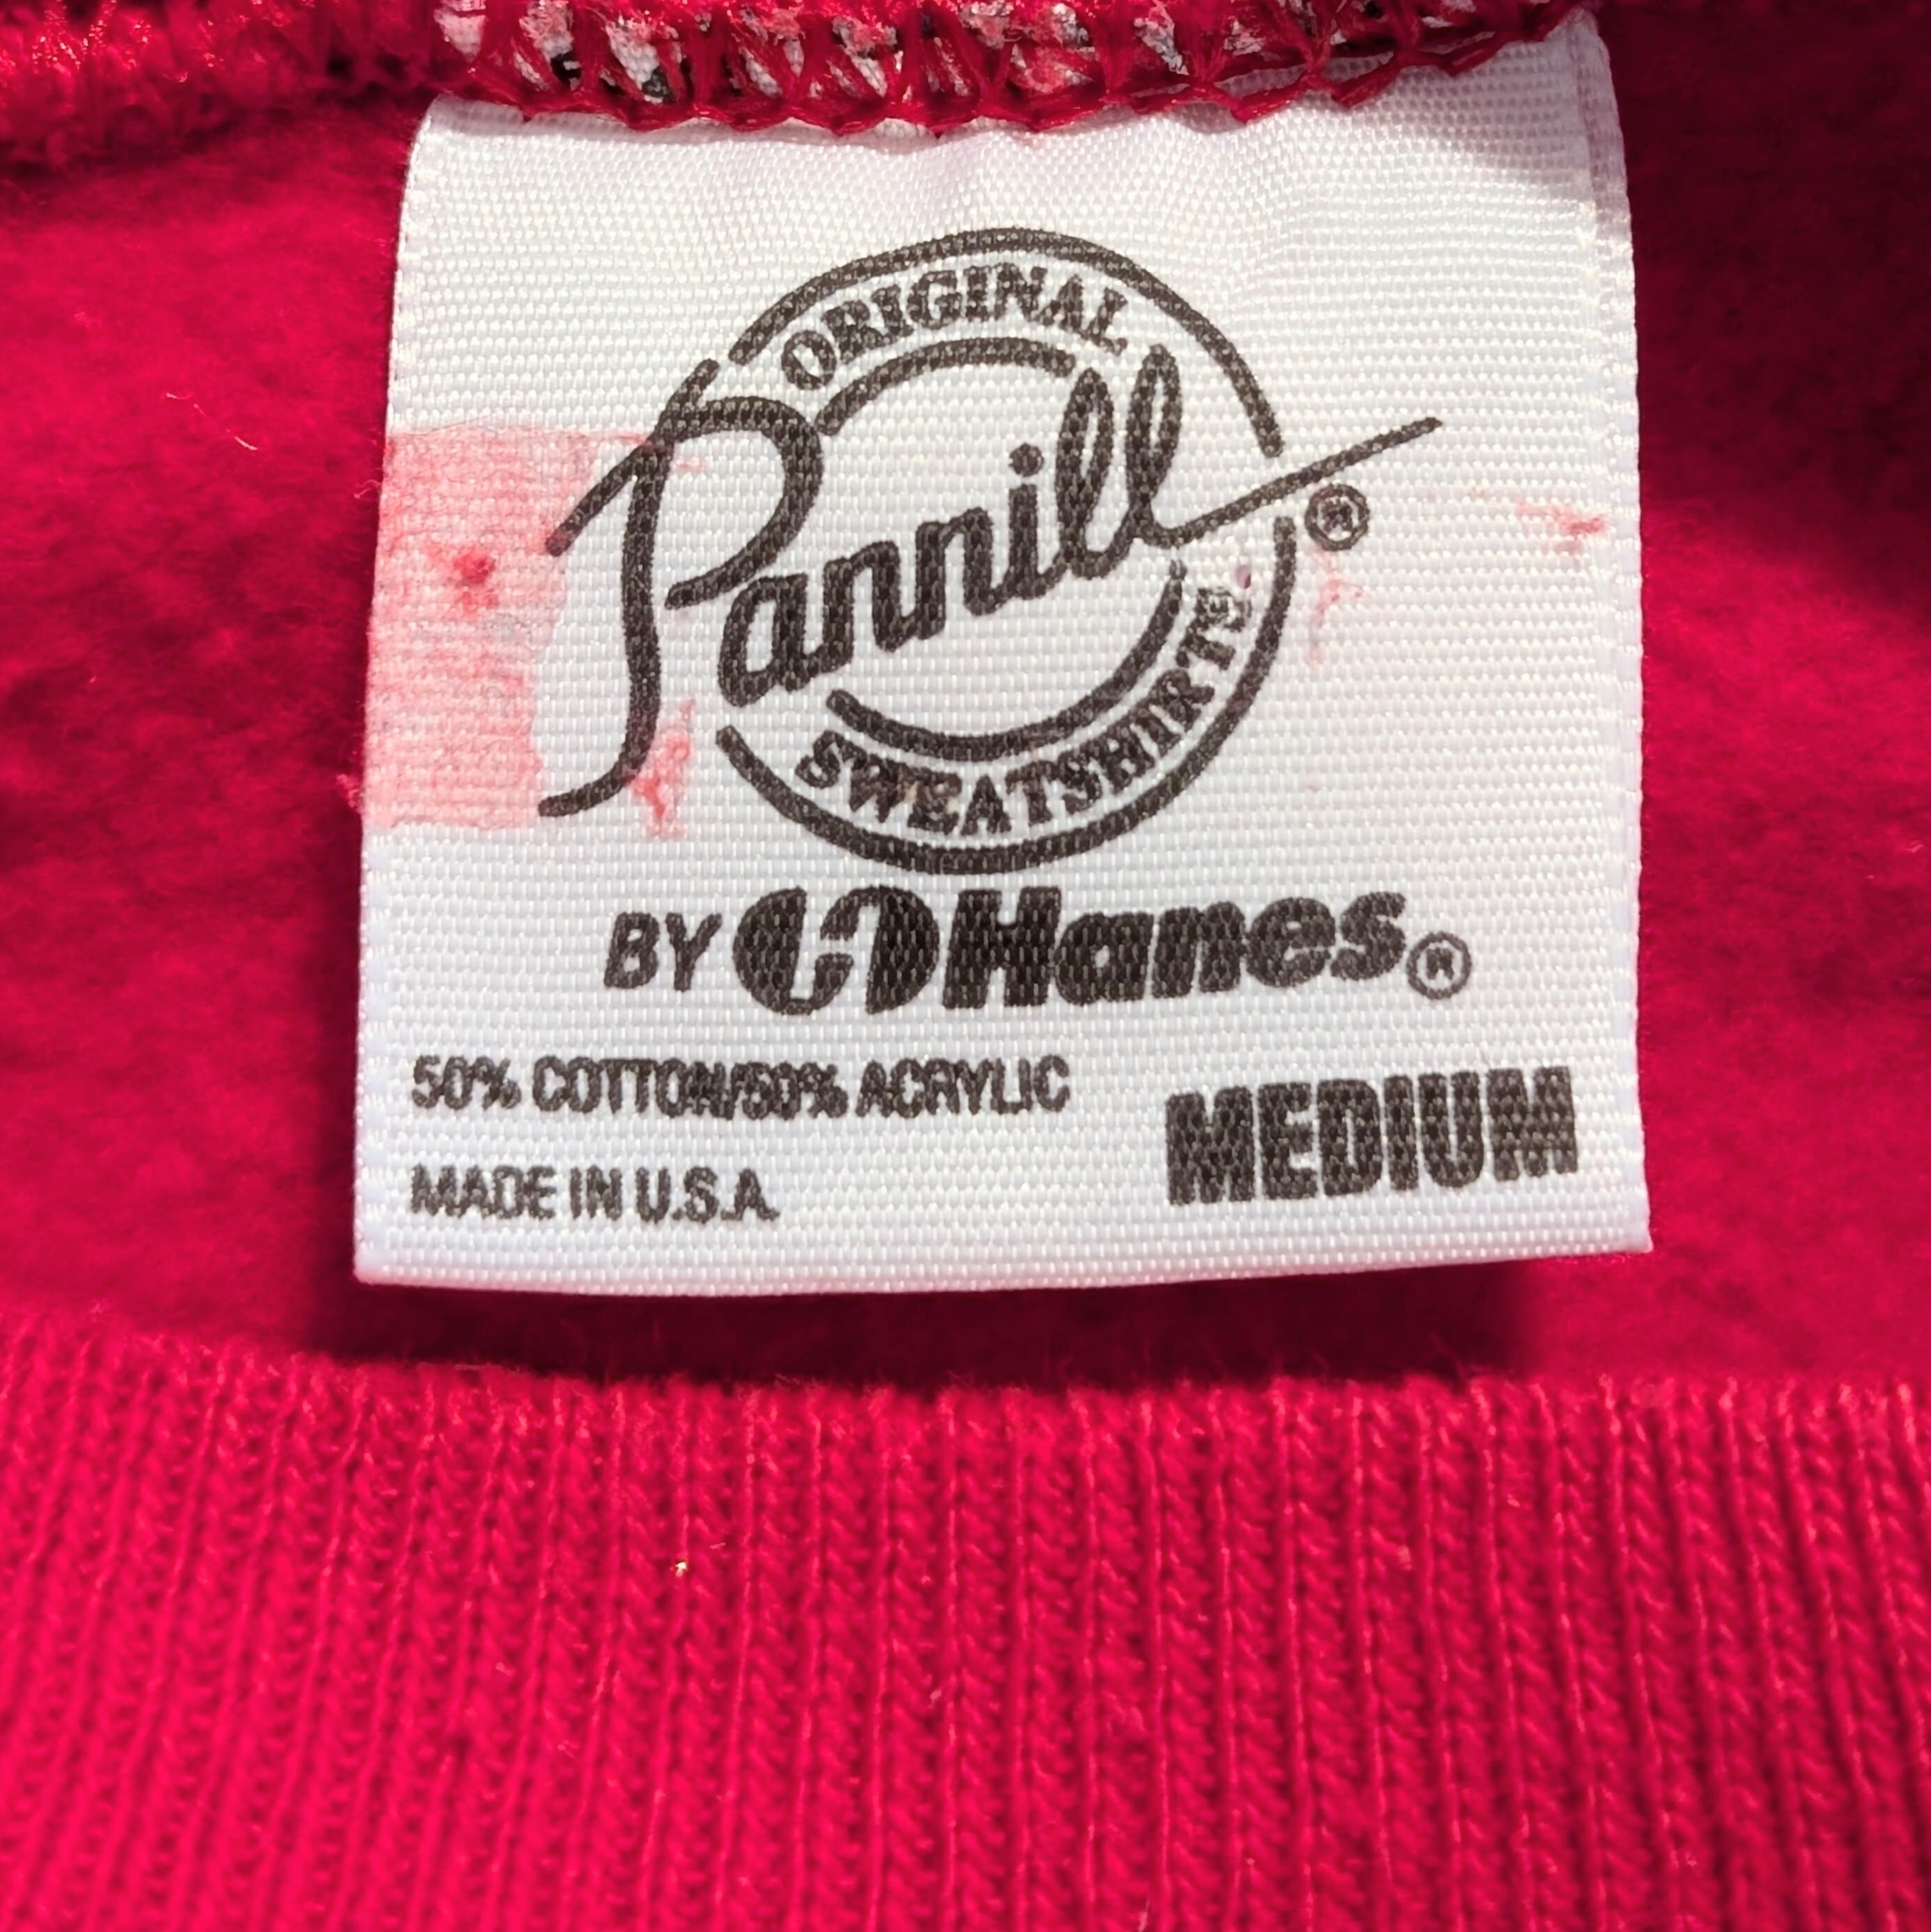 ORIGINAL
Pannill ®
SWEATSHIRTS
BY Hanes®
50% COTTON/50% ACRYLIC
MEDIUM
MADE IN U.S.A.